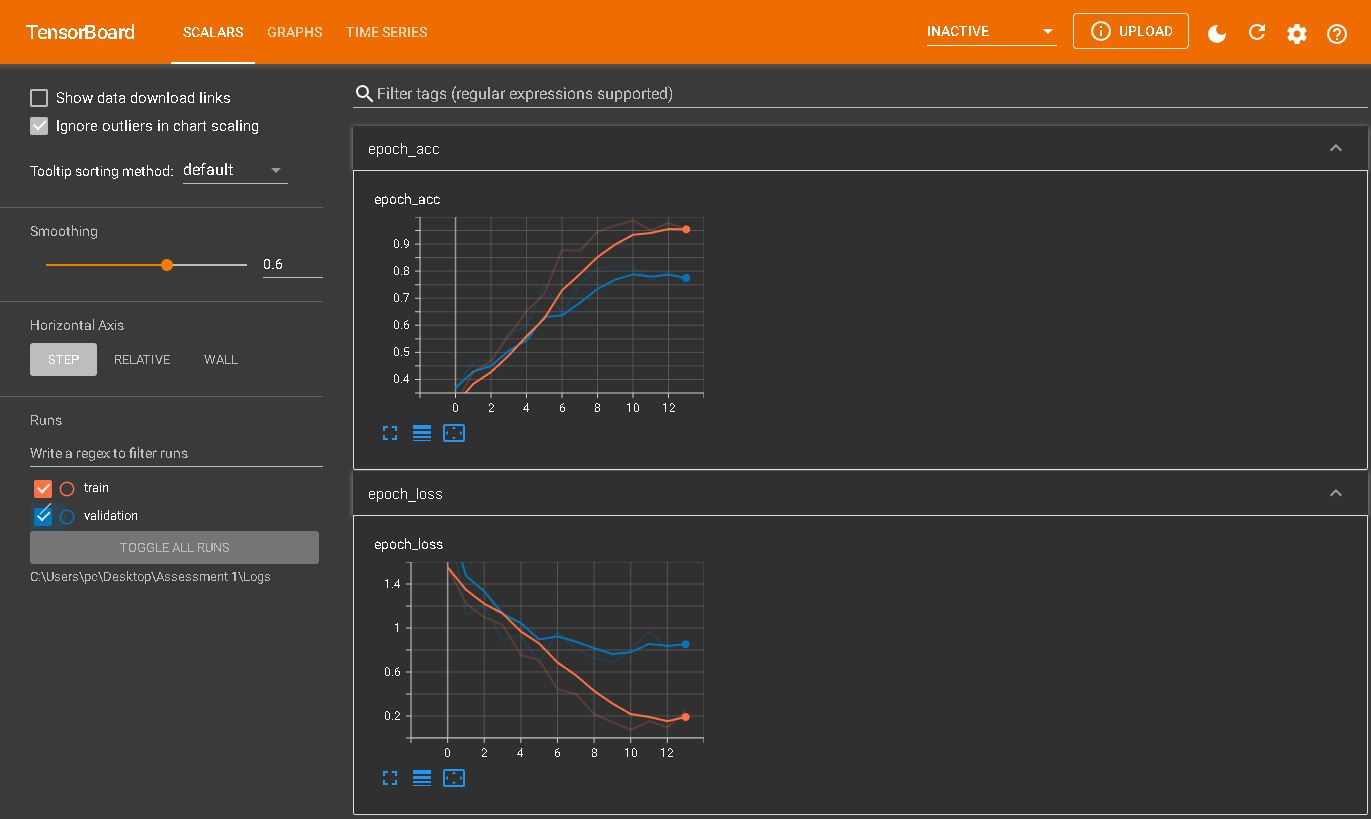 TensorBoard SCALARS GRAPHS TIME SERIES INACTIVE UPLOAD
Show data download links
Ignore outliers in chart scaling
Tooltip sorting method: default
Smoothing
0.6
Horizontal Axis
STEP RELATIVE WALL
Runs
Write a regex to filter runs
train
validation
TOGGLE ALL RUNS
C:\Users\pc\Desktop\Assessment 1\Logs
Filter tags (regular expressions supported)
epoch_acc
epoch_acc
0.9
0.8
0.7
0.6
0.5
0.4
0 2 4 6 8 10 12
epoch_loss
epoch_loss
1.4
1
0.6
0.2
0 2 4 6 8 10 12